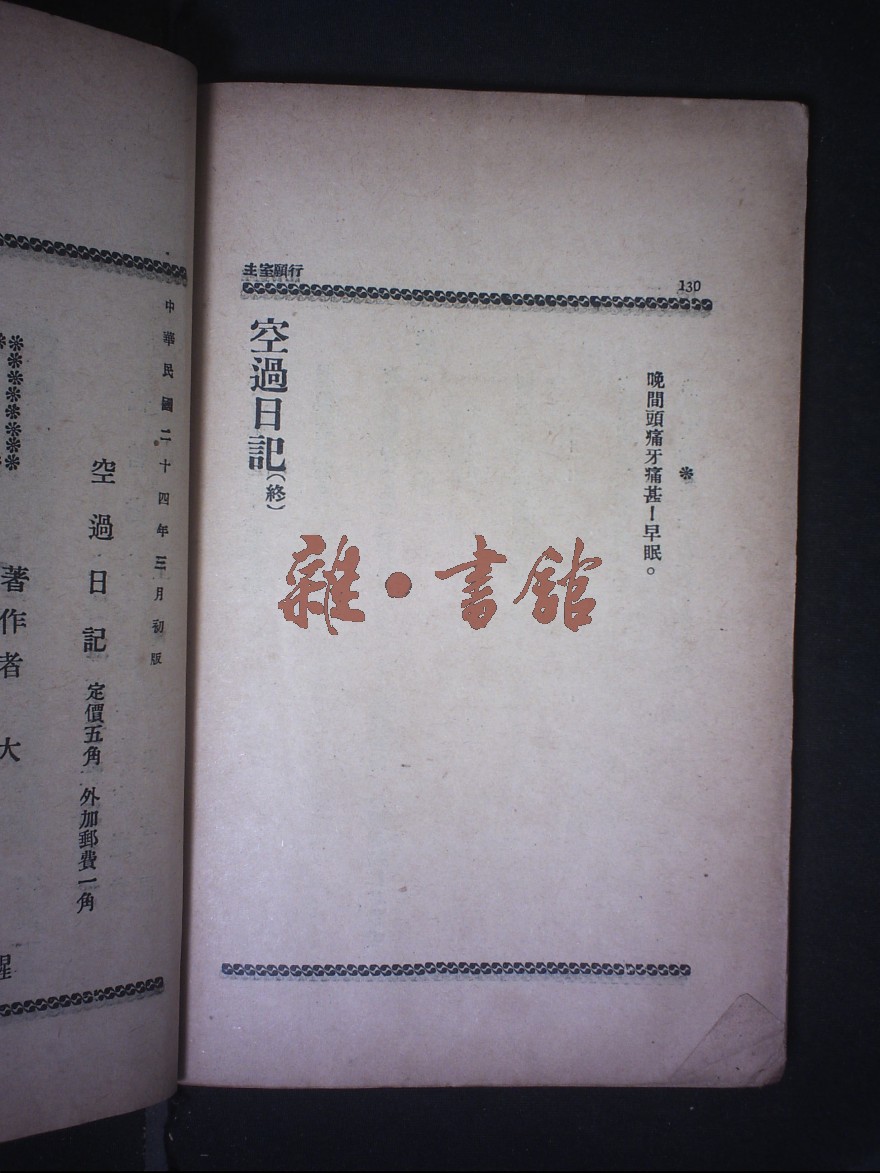 行願室主
130
＊
晚間頭痛牙痛甚！早眠。
空過日記（終）
中華民國二十四年三月初版
空過日記 定價五角 外加郵費一角
著作者 大醒
雜・書館